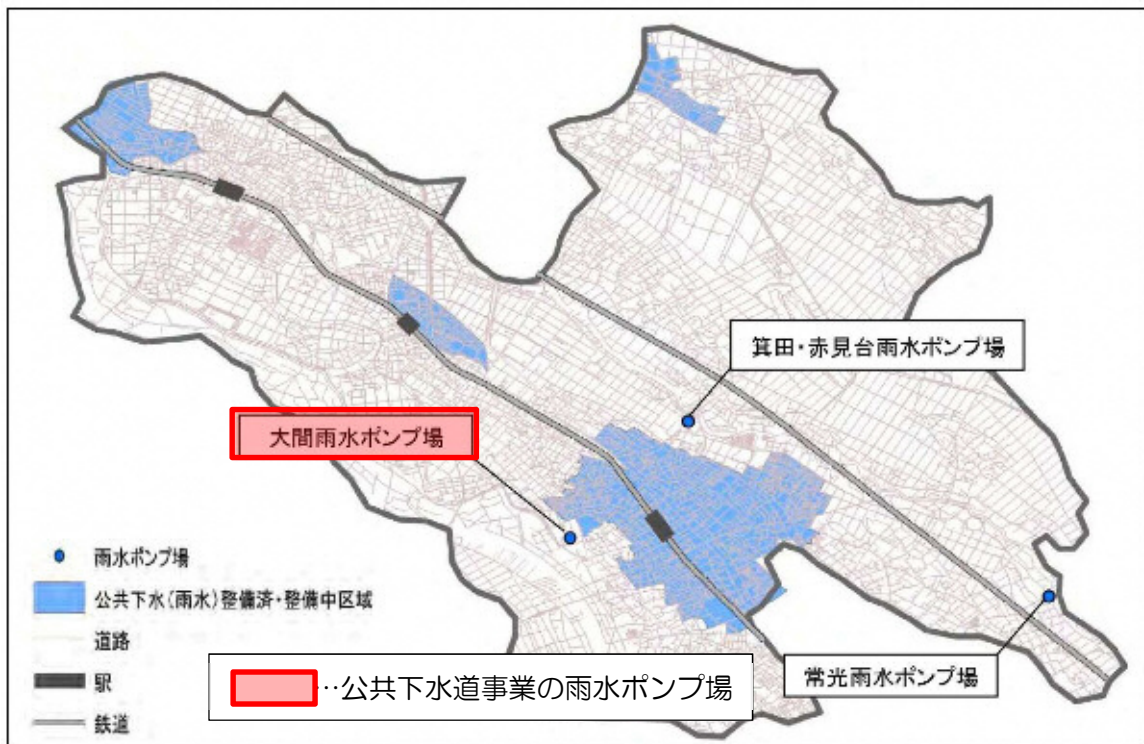 箕田・赤見台雨水ポンプ場
大間雨水ポンプ場
雨水ポンプ場
公共下水(雨水)整備済・整備中区域
道路
駅
鉄道
…公共下水道事業の雨水ポンプ場
常光雨水ポンプ場